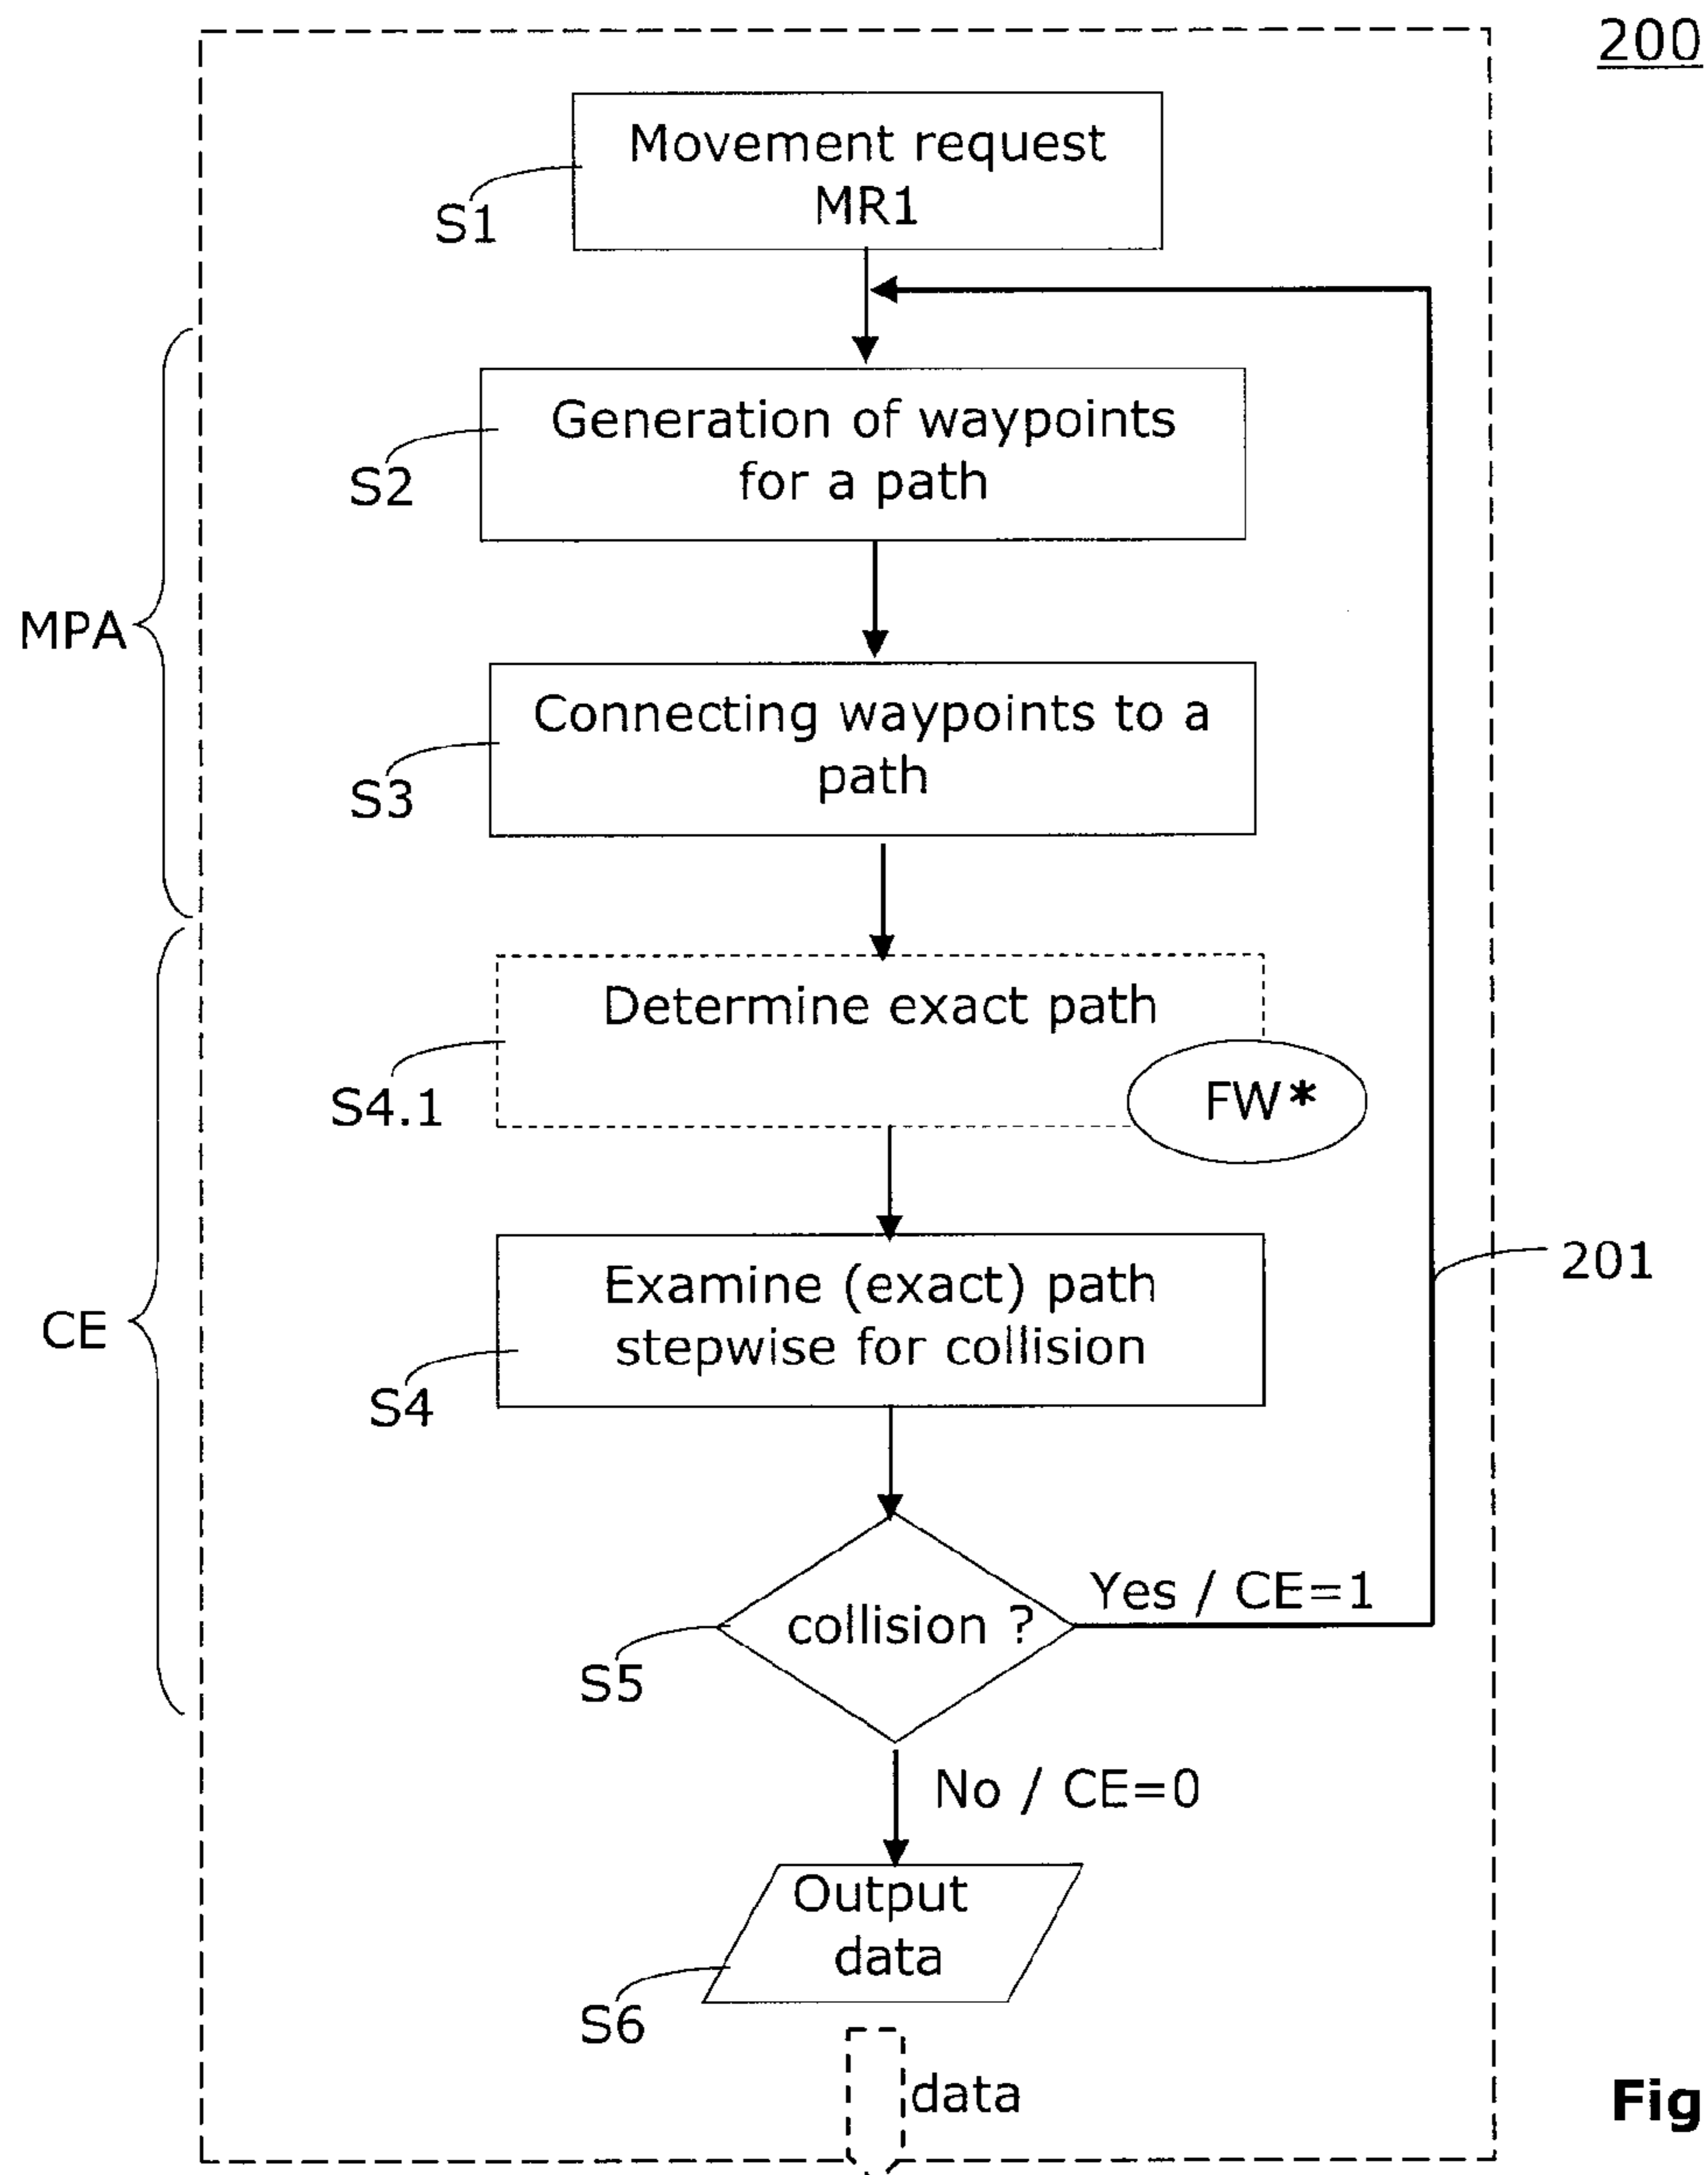 200
Movement request
MR1
S1
Generation of waypoints
for a path
S2
MPA
Connecting waypoints to a
path
S3
Determine exact path
FW*
S4.1
Examine (exact) path
stepwise for collision
201
CE
S4
Yes / CE=1
collision ?
S5
No / CE=0
Output
data
S6
data
Fig